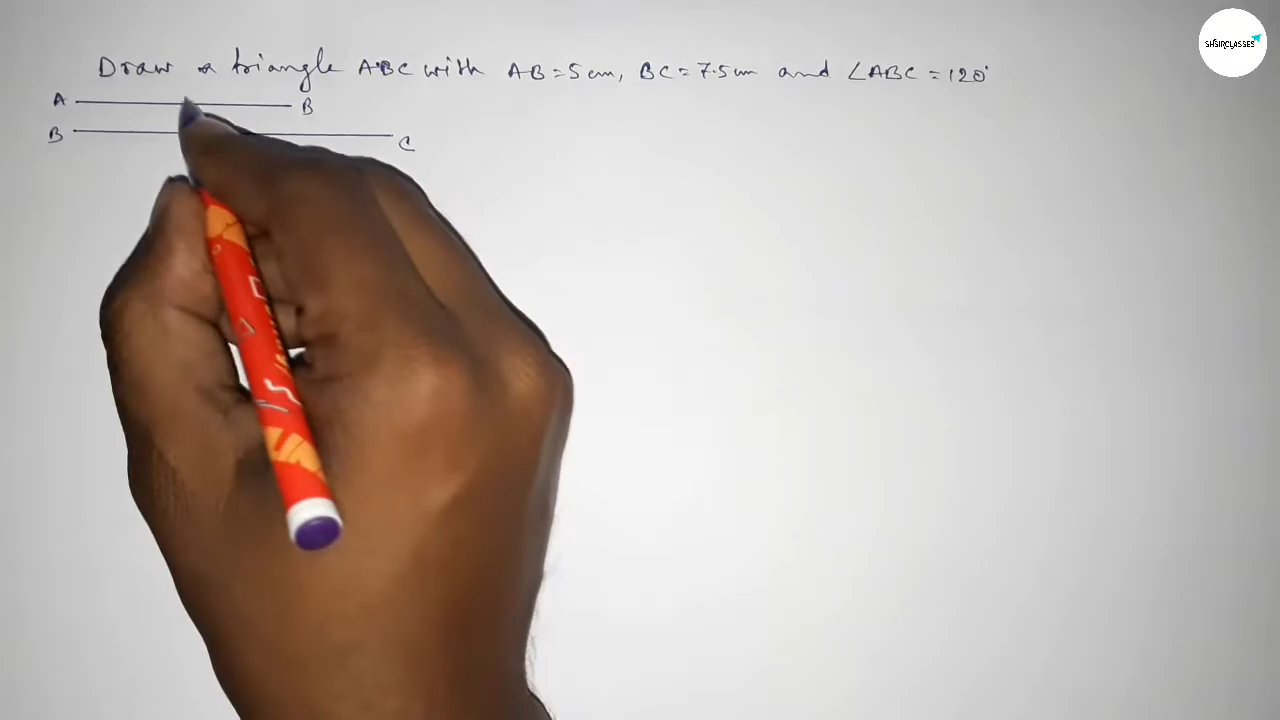 Draw a triangle ABC with AB = 5 cm, BC = 7.5 cm and ∠ABC = 120°
A B
B C
SHSIRCLASSES